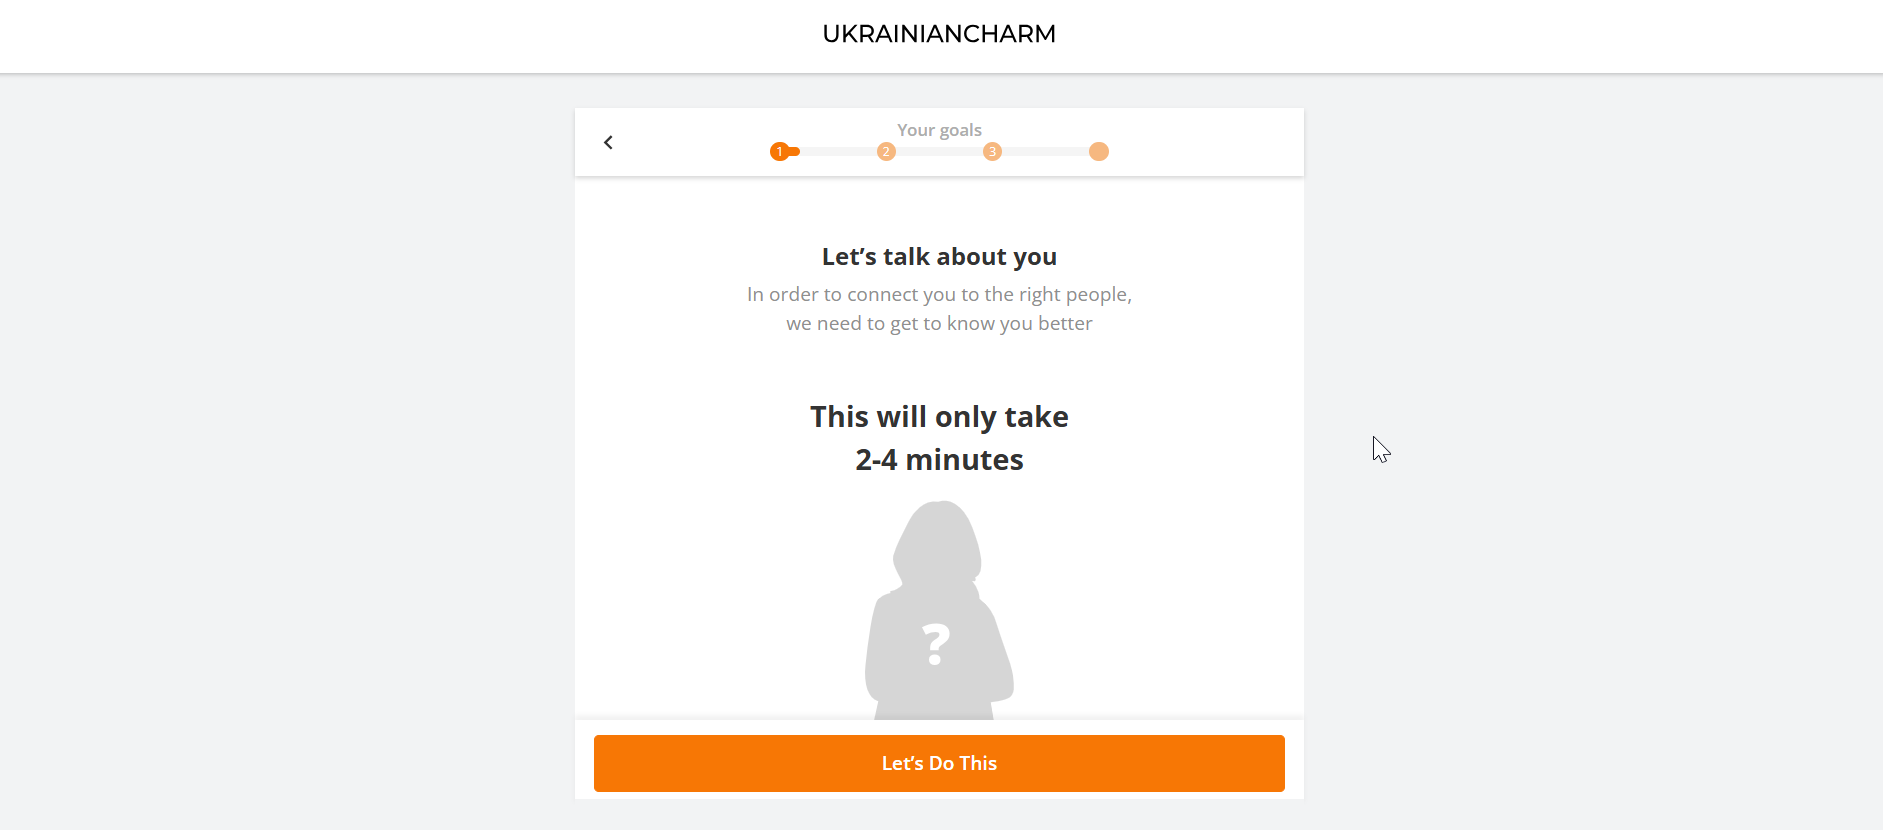 UKRAINIANCHARM
Your goals
1 2 3
Let’s talk about you
In order to connect you to the right people,
we need to get to know you better
This will only take
2-4 minutes
?
Let’s Do This